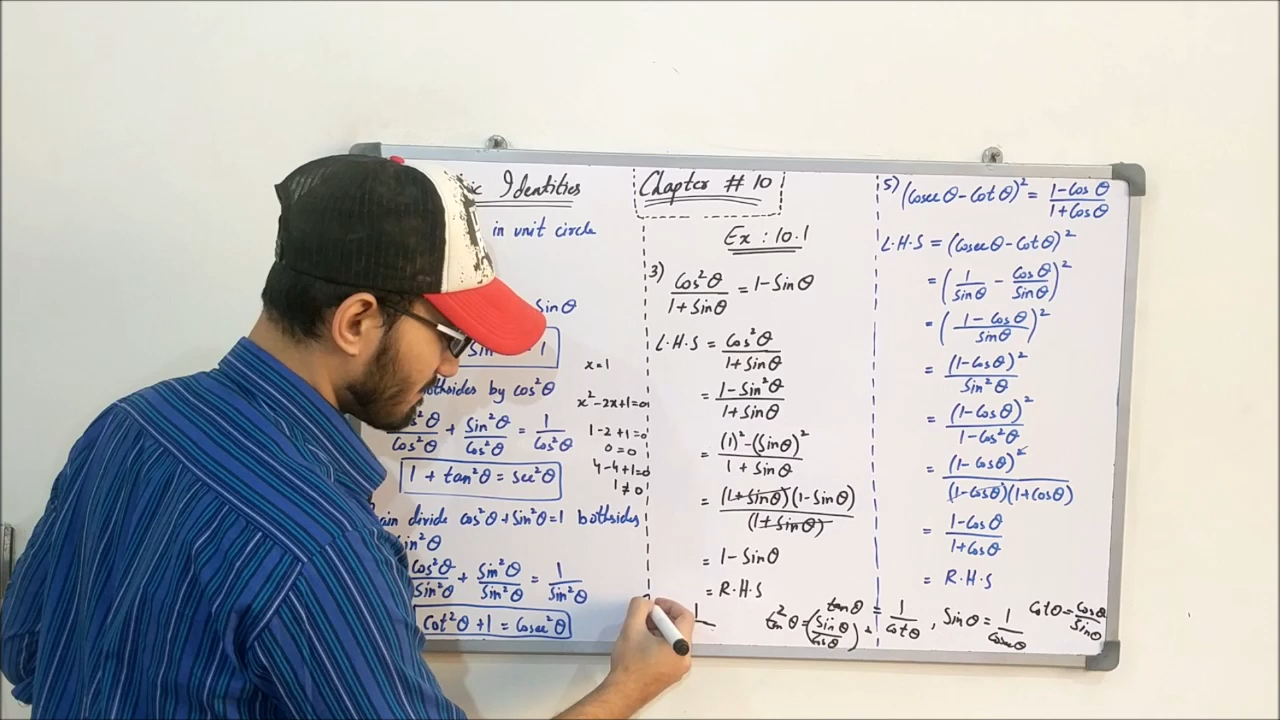 Identities
in unit circle
Sinθ
1
bothsides by cos²θ
Cos²θ/Cos²θ + Sin²θ/Cos²θ = 1/Cos²θ
1 + tan²θ = sec²θ
divide cos²θ + Sin²θ = 1 bothsides
Sin²θ
Cos²θ/Sin²θ + Sin²θ/Sin²θ = 1/Sin²θ
Cot²θ + 1 = Cosec²θ
x = 1
x² - 2x + 1 = 0
1 - 2 + 1 = 0
0 = 0
4 - 4 + 1 = 0
1 ≠ 0
Chapter # 10
Ex : 10.1
3) Cos²θ/1 + Sinθ = 1 - Sinθ
L.H.S = Cos²θ/1 + Sinθ
= 1 - Sin²θ/1 + Sinθ
= (1)² - (Sinθ)²/1 + Sinθ
= (1 + Sinθ)(1 - Sinθ)/(1 + Sinθ)
= 1 - Sinθ
= R.H.S
1
tan²θ = (Sinθ/Cosθ)²
tanθ = 1/Cotθ , Sinθ = 1/Cosecθ
Cotθ = Cosθ/Sinθ
5) (Cosecθ - Cotθ)² = 1 - Cosθ/1 + Cosθ
L.H.S = (Cosecθ - Cotθ)²
= (1/Sinθ - Cosθ/Sinθ)²
= (1 - Cosθ/Sinθ)²
= (1 - Cosθ)²/Sin²θ
= (1 - Cosθ)²/1 - Cos²θ
= (1 - Cosθ)²/(1 - Cosθ)(1 + Cosθ)
= 1 - Cosθ/1 + Cosθ
= R.H.S